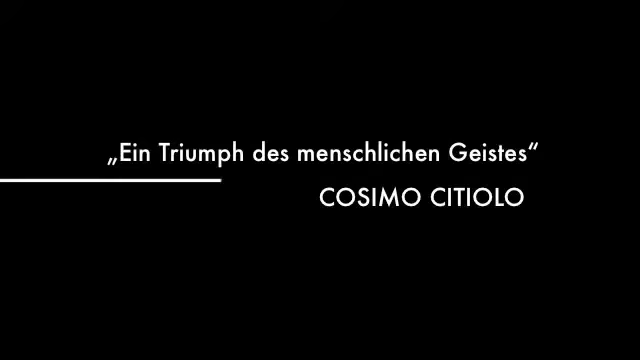 „Ein Triumph des menschlichen Geistes“
COSIMO CITIOLO